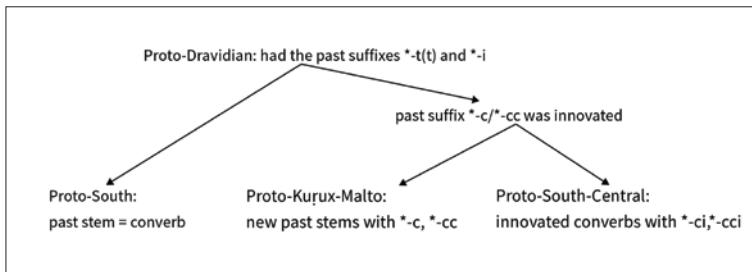 Proto-Dravidian: had the past suffixes *-t(t) and *-i
past suffix *-c/*-cc was innovated
Proto-South:
past stem = converb
Proto-Kuṛux-Malto:
new past stems with *-c, *-cc
Proto-South-Central:
innovated converbs with *-ci,*-cci